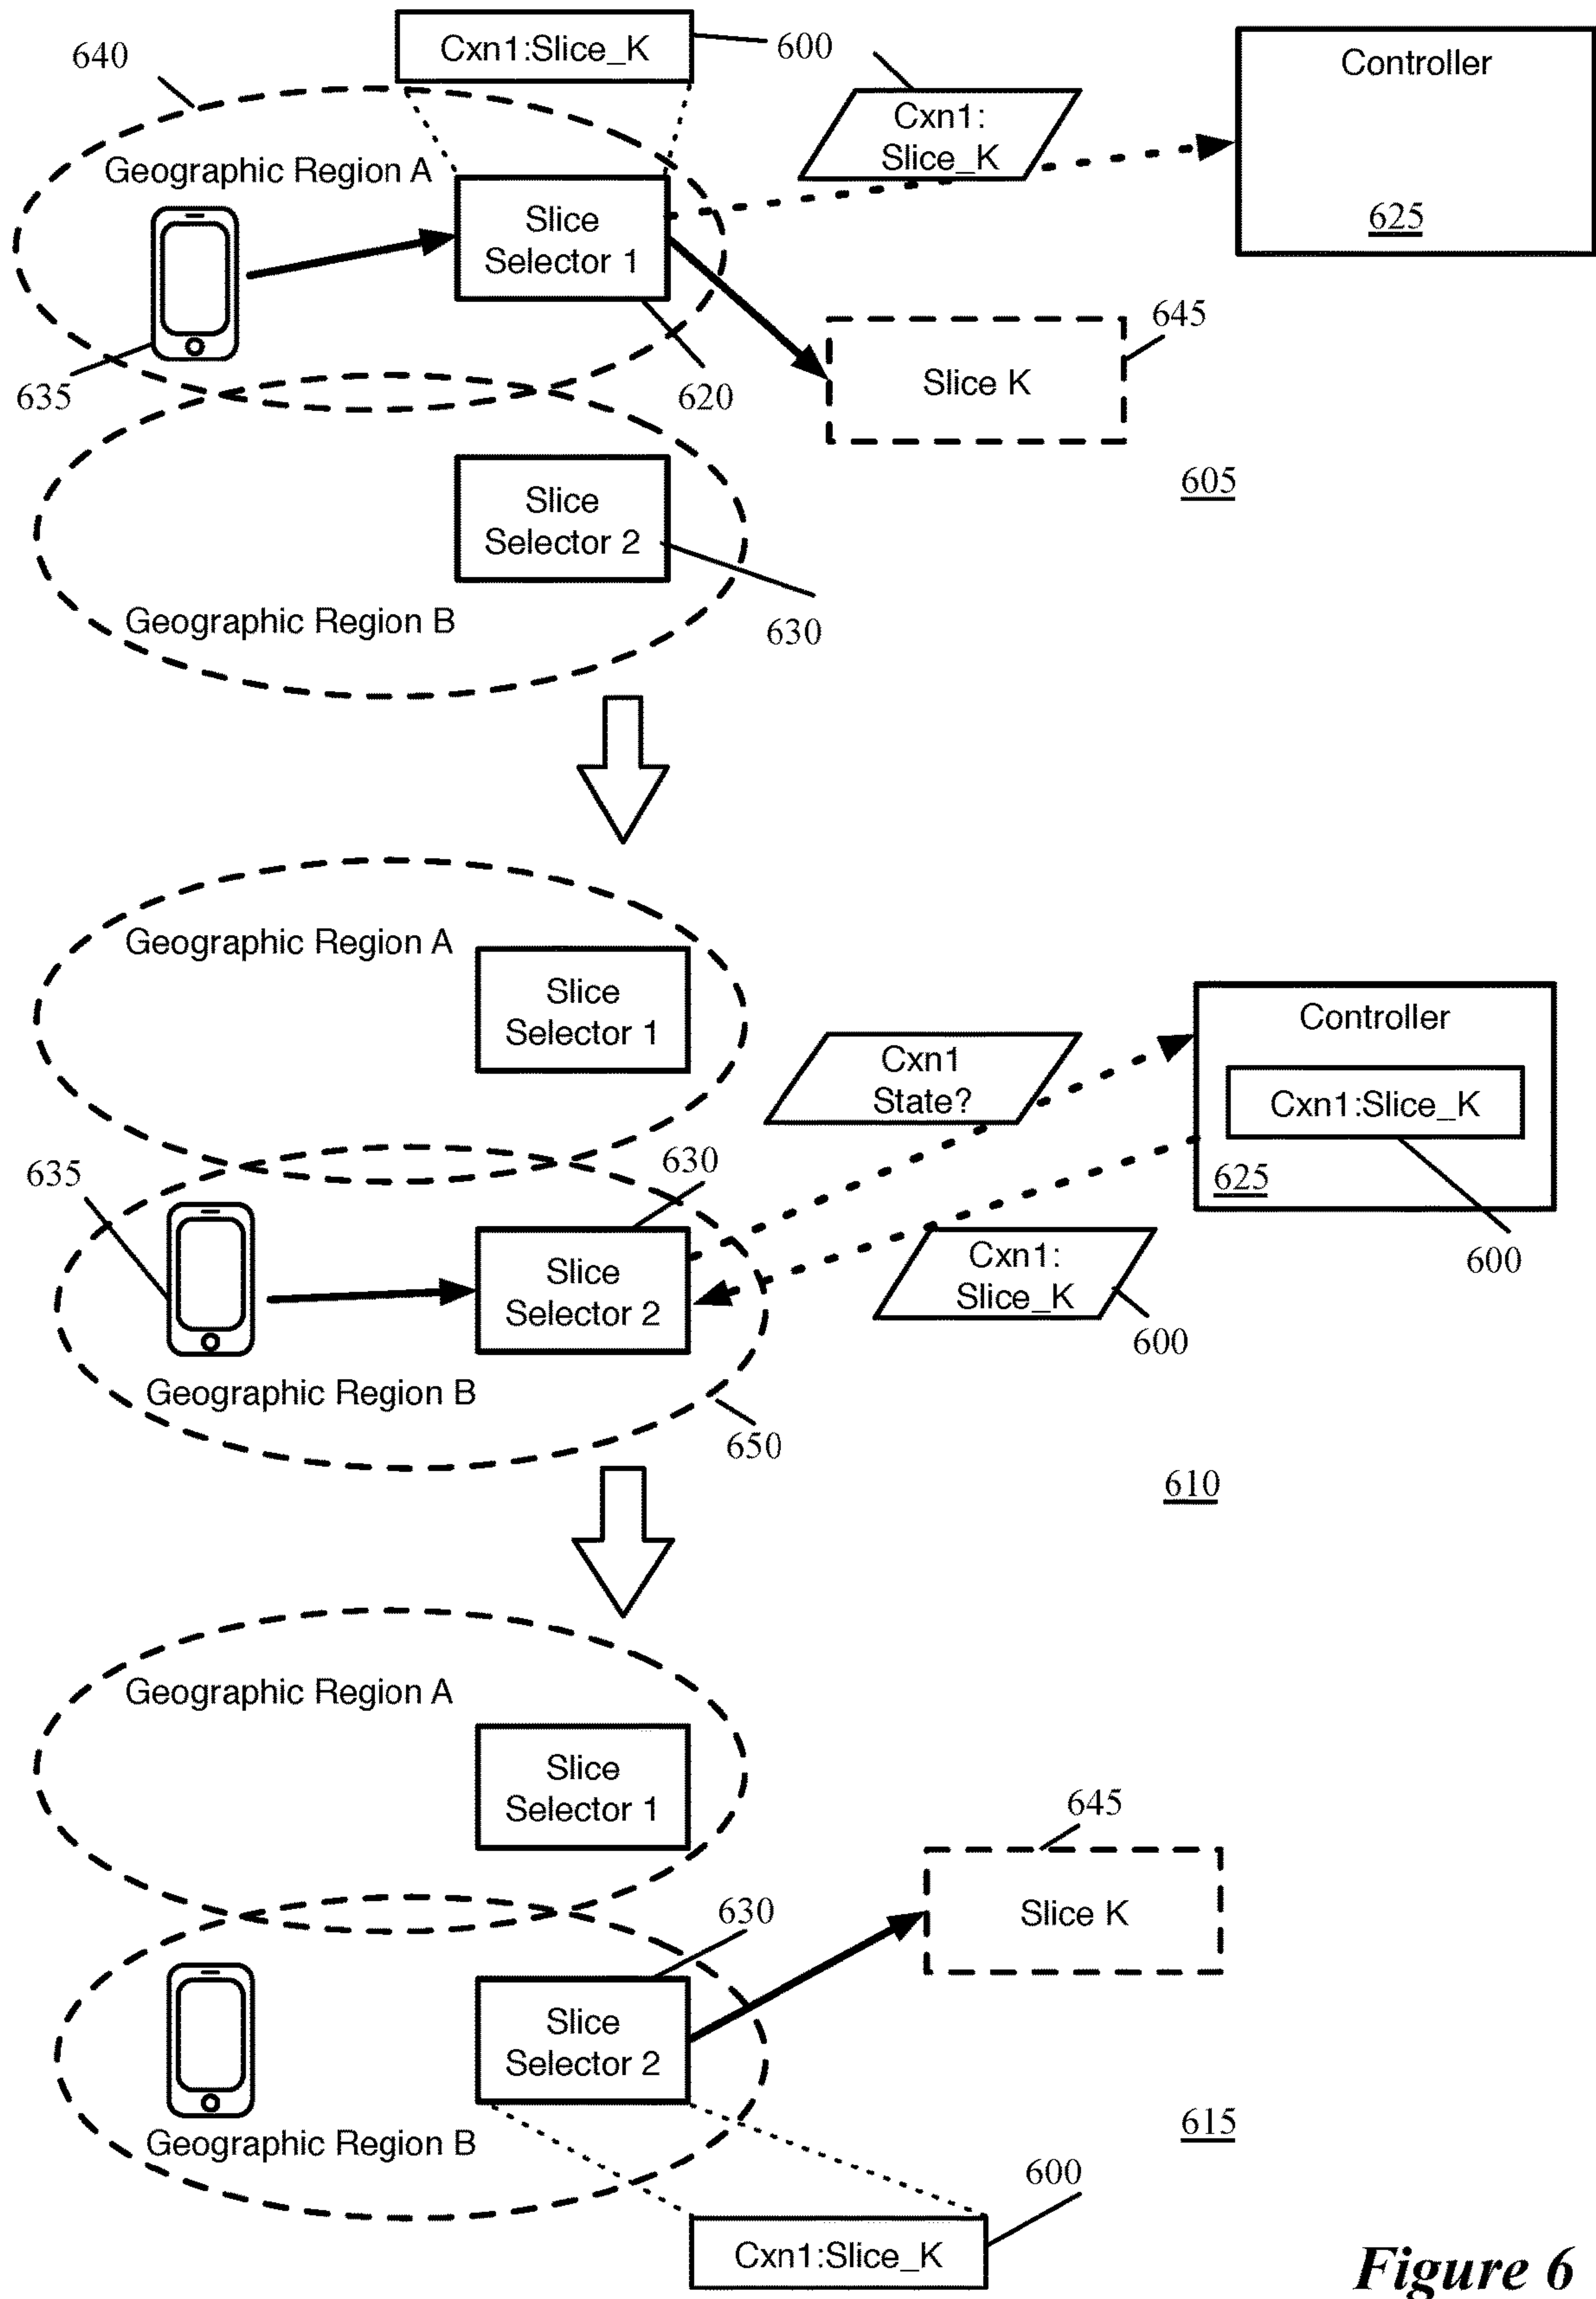 Cxn1:Slice_K
600
640
Controller
Cxn1:
Slice_K
Geographic Region A
Slice
Selector 1
625
645
Slice K
635
620
605
Slice
Selector 2
Geographic Region B
630
Geographic Region A
Slice
Selector 1
Controller
Cxn1
State?
Cxn1:Slice_K
635
630
625
600
Cxn1:
Slice_K
Slice
Selector 2
600
Geographic Region B
650
610
Geographic Region A
Slice
Selector 1
645
Slice K
630
Slice
Selector 2
Geographic Region B
615
600
Cxn1:Slice_K
Figure 6